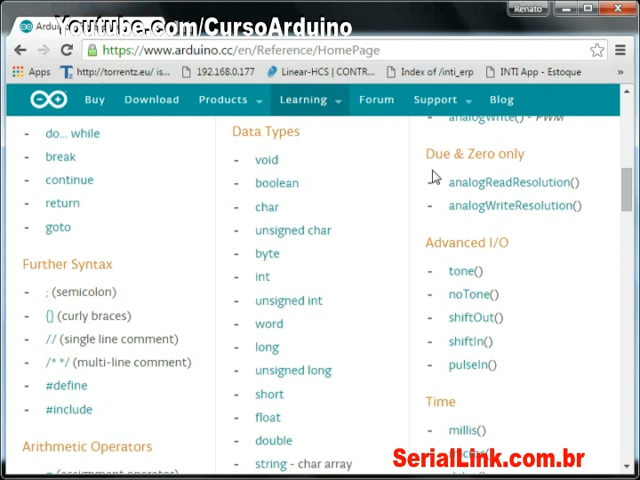 Renato
Youtube.com/CursoArduino
https://www.arduino.cc/en/Reference/HomePage
Apps
http://torrentz.eu/ is...
192.168.0.177
Linear-HCS | CONTR...
Index of /inti_erp
INTI App - Estoque
Buy
Download
Products
Learning
Forum
Support
Blog
- do... while
- break
- continue
- return
- goto
Further Syntax
- ; (semicolon)
- {} (curly braces)
- // (single line comment)
- /* */ (multi-line comment)
- #define
- #include
Arithmetic Operators
Data Types
- void
- boolean
- char
- unsigned char
- byte
- int
- unsigned int
- word
- long
- unsigned long
- short
- float
- double
- string - char array
analogWrite() - PWM
Due & Zero only
- analogReadResolution()
- analogWriteResolution()
Advanced I/O
- tone()
- noTone()
- shiftOut()
- shiftIn()
- pulseIn()
Time
- millis()
SerialLink.com.br